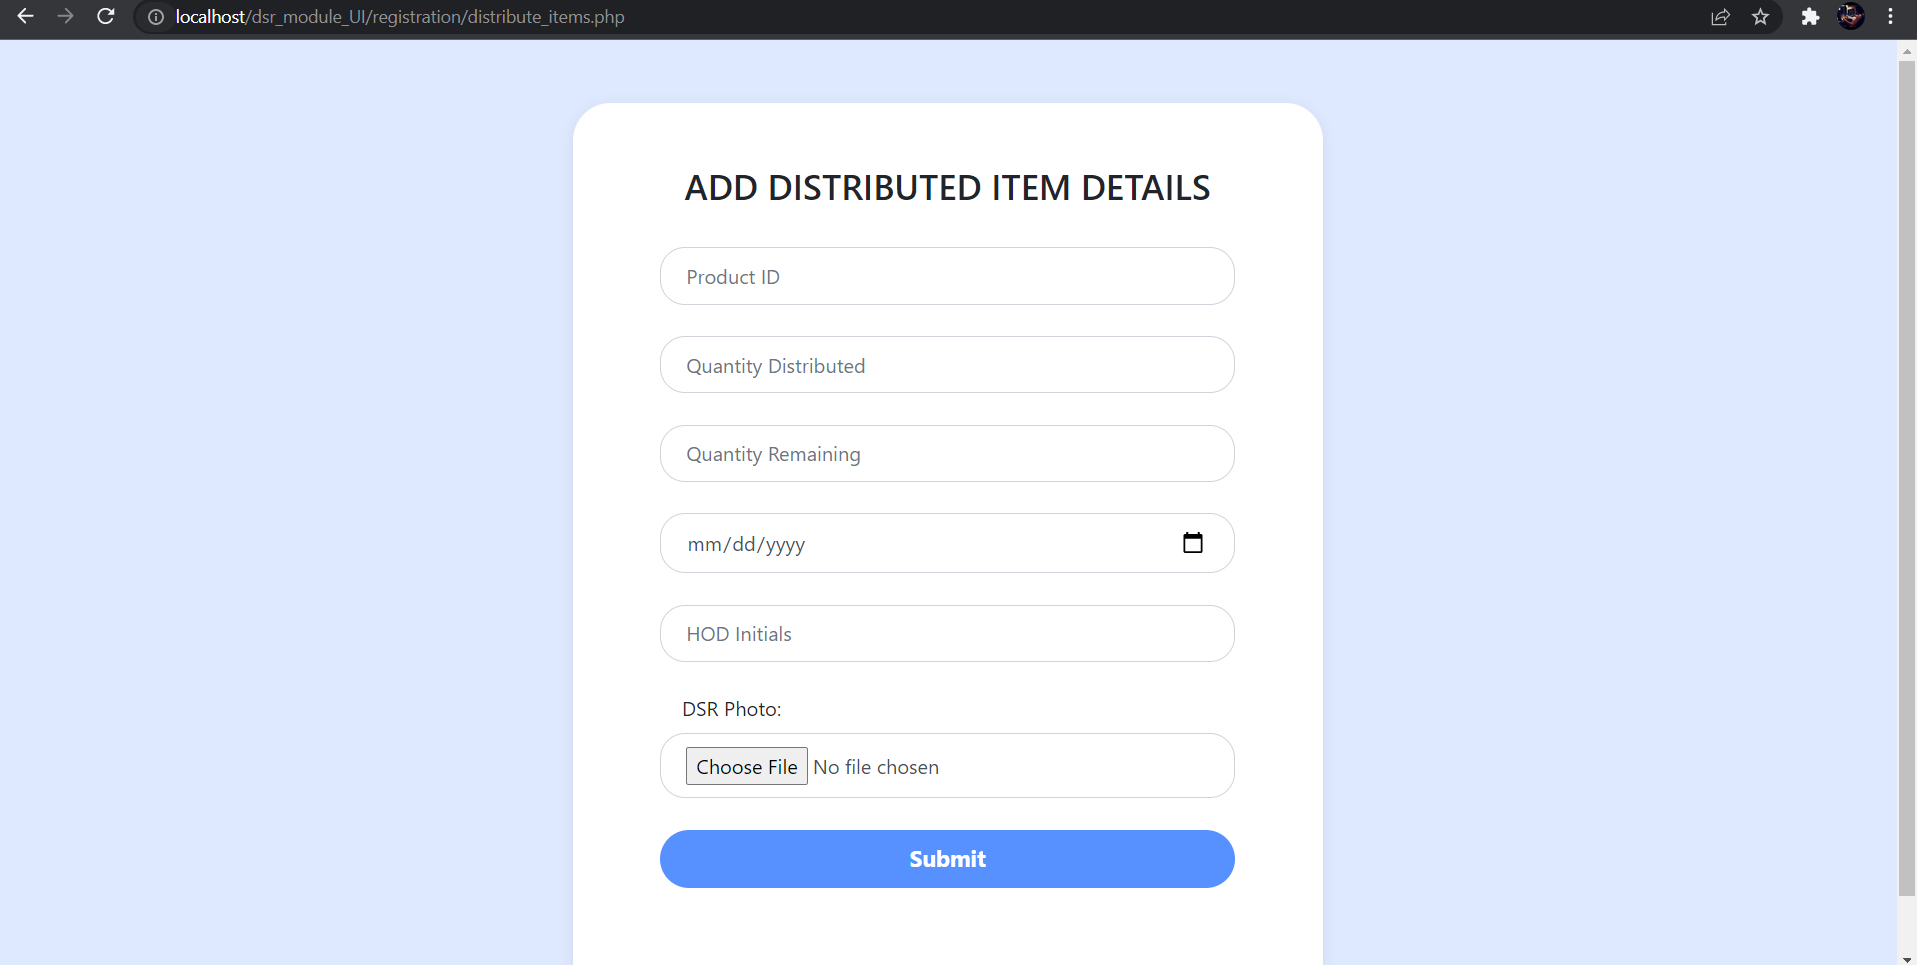 localhost/dsr_module_UI/registration/distribute_items.php
ADD DISTRIBUTED ITEM DETAILS
Product ID
Quantity Distributed
Quantity Remaining
mm/dd/yyyy
HOD Initials
DSR Photo:
Choose File No file chosen
Submit